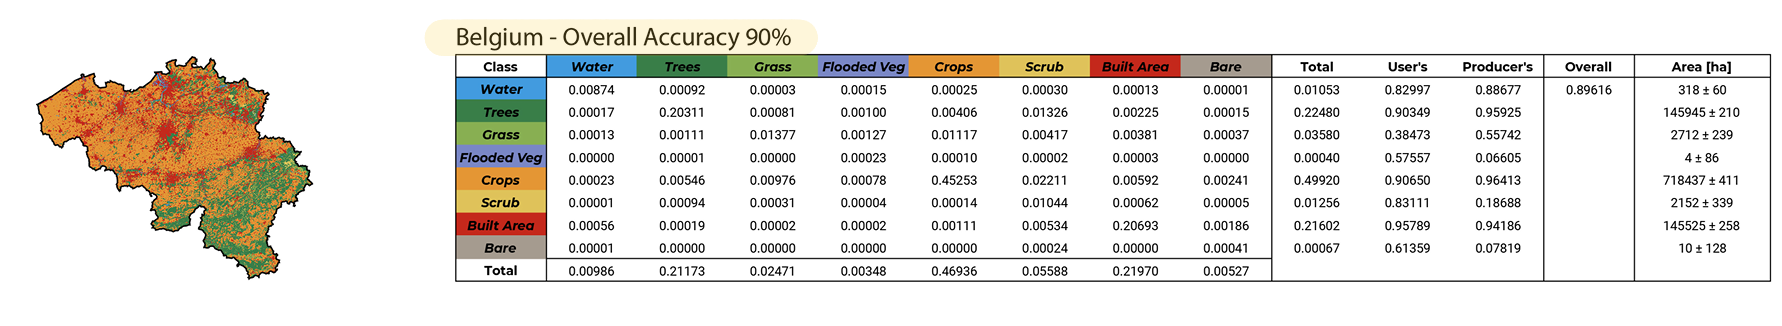 Belgium - Overall Accuracy 90%
Class Water Trees Grass Flooded Veg Crops Scrub Built Area Bare Total User's Producer's Overall Area [ha]
Water 0.00874 0.00092 0.00003 0.00015 0.00025 0.00030 0.00013 0.00001 0.01053 0.82997 0.88677 0.89616 318 ± 60
Trees 0.00017 0.20311 0.00081 0.00100 0.00406 0.01326 0.00225 0.00015 0.22480 0.90349 0.95925 145945 ± 210
Grass 0.00013 0.00111 0.01377 0.00127 0.01117 0.00417 0.00381 0.00037 0.03580 0.38473 0.55742 2712 ± 239
Flooded Veg 0.00000 0.00001 0.00000 0.00023 0.00010 0.00002 0.00003 0.00000 0.00040 0.57557 0.06605 4 ± 86
Crops 0.00023 0.00546 0.00976 0.00078 0.45253 0.02211 0.00592 0.00241 0.49920 0.90650 0.96413 718437 ± 411
Scrub 0.00001 0.00094 0.00031 0.00004 0.00014 0.01044 0.00062 0.00005 0.01256 0.83111 0.18688 2152 ± 339
Built Area 0.00056 0.00019 0.00002 0.00002 0.00111 0.00534 0.20693 0.00186 0.21602 0.95789 0.94186 145525 ± 258
Bare 0.00001 0.00000 0.00000 0.00000 0.00000 0.00024 0.00000 0.00041 0.00067 0.61359 0.07819 10 ± 128
Total 0.00986 0.21173 0.02471 0.00348 0.46936 0.05588 0.21970 0.00527